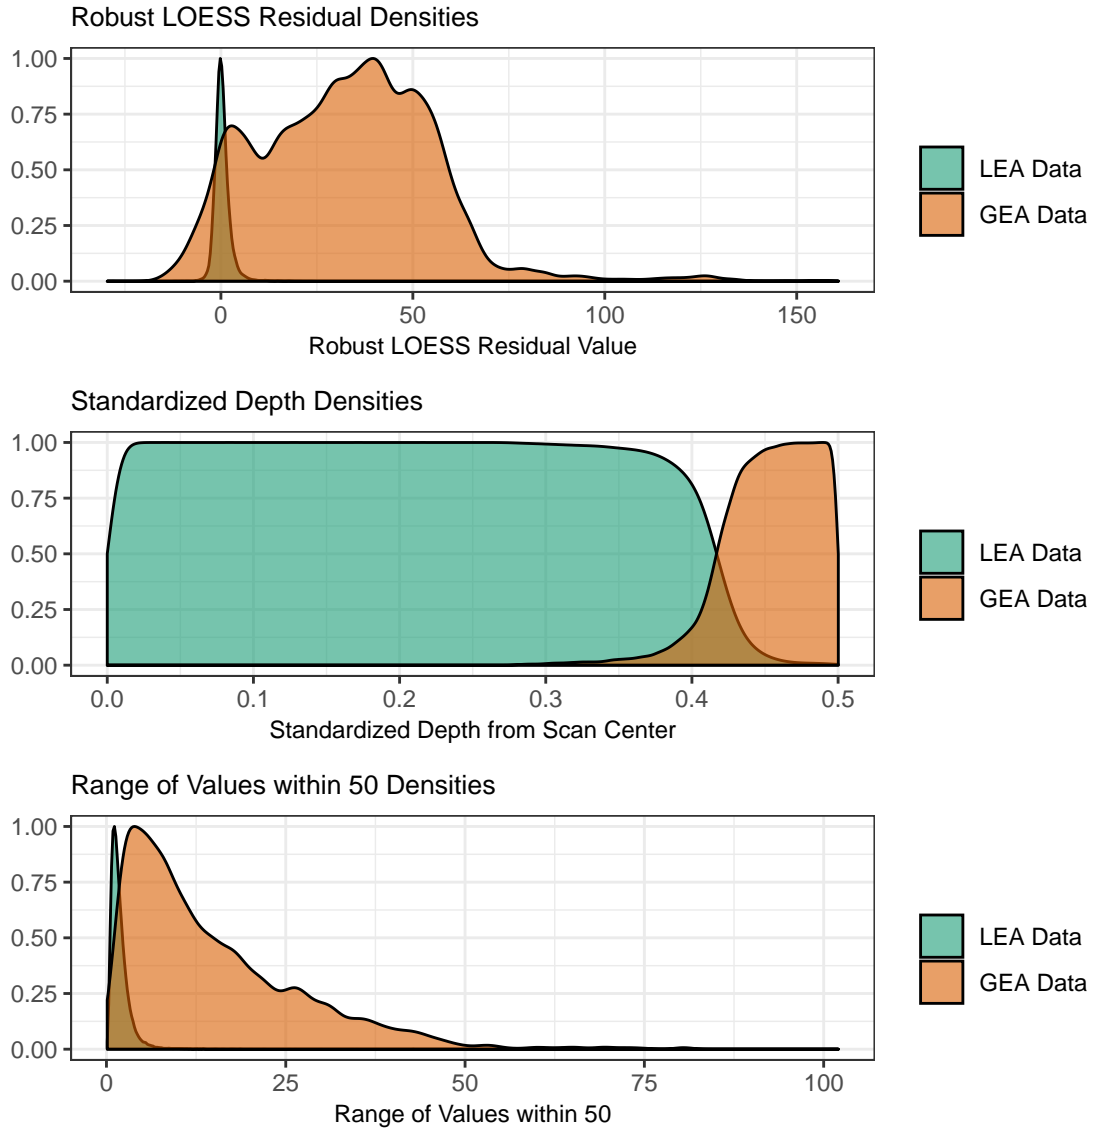 Robust LOESS Residual Densities
1.00
0.75
0.50
0.25
0.00
0 50 100 150
Robust LOESS Residual Value
LEA Data
GEA Data
Standardized Depth Densities
1.00
0.75
0.50
0.25
0.00
0.0 0.1 0.2 0.3 0.4 0.5
Standardized Depth from Scan Center
LEA Data
GEA Data
Range of Values within 50 Densities
1.00
0.75
0.50
0.25
0.00
0 25 50 75 100
Range of Values within 50
LEA Data
GEA Data